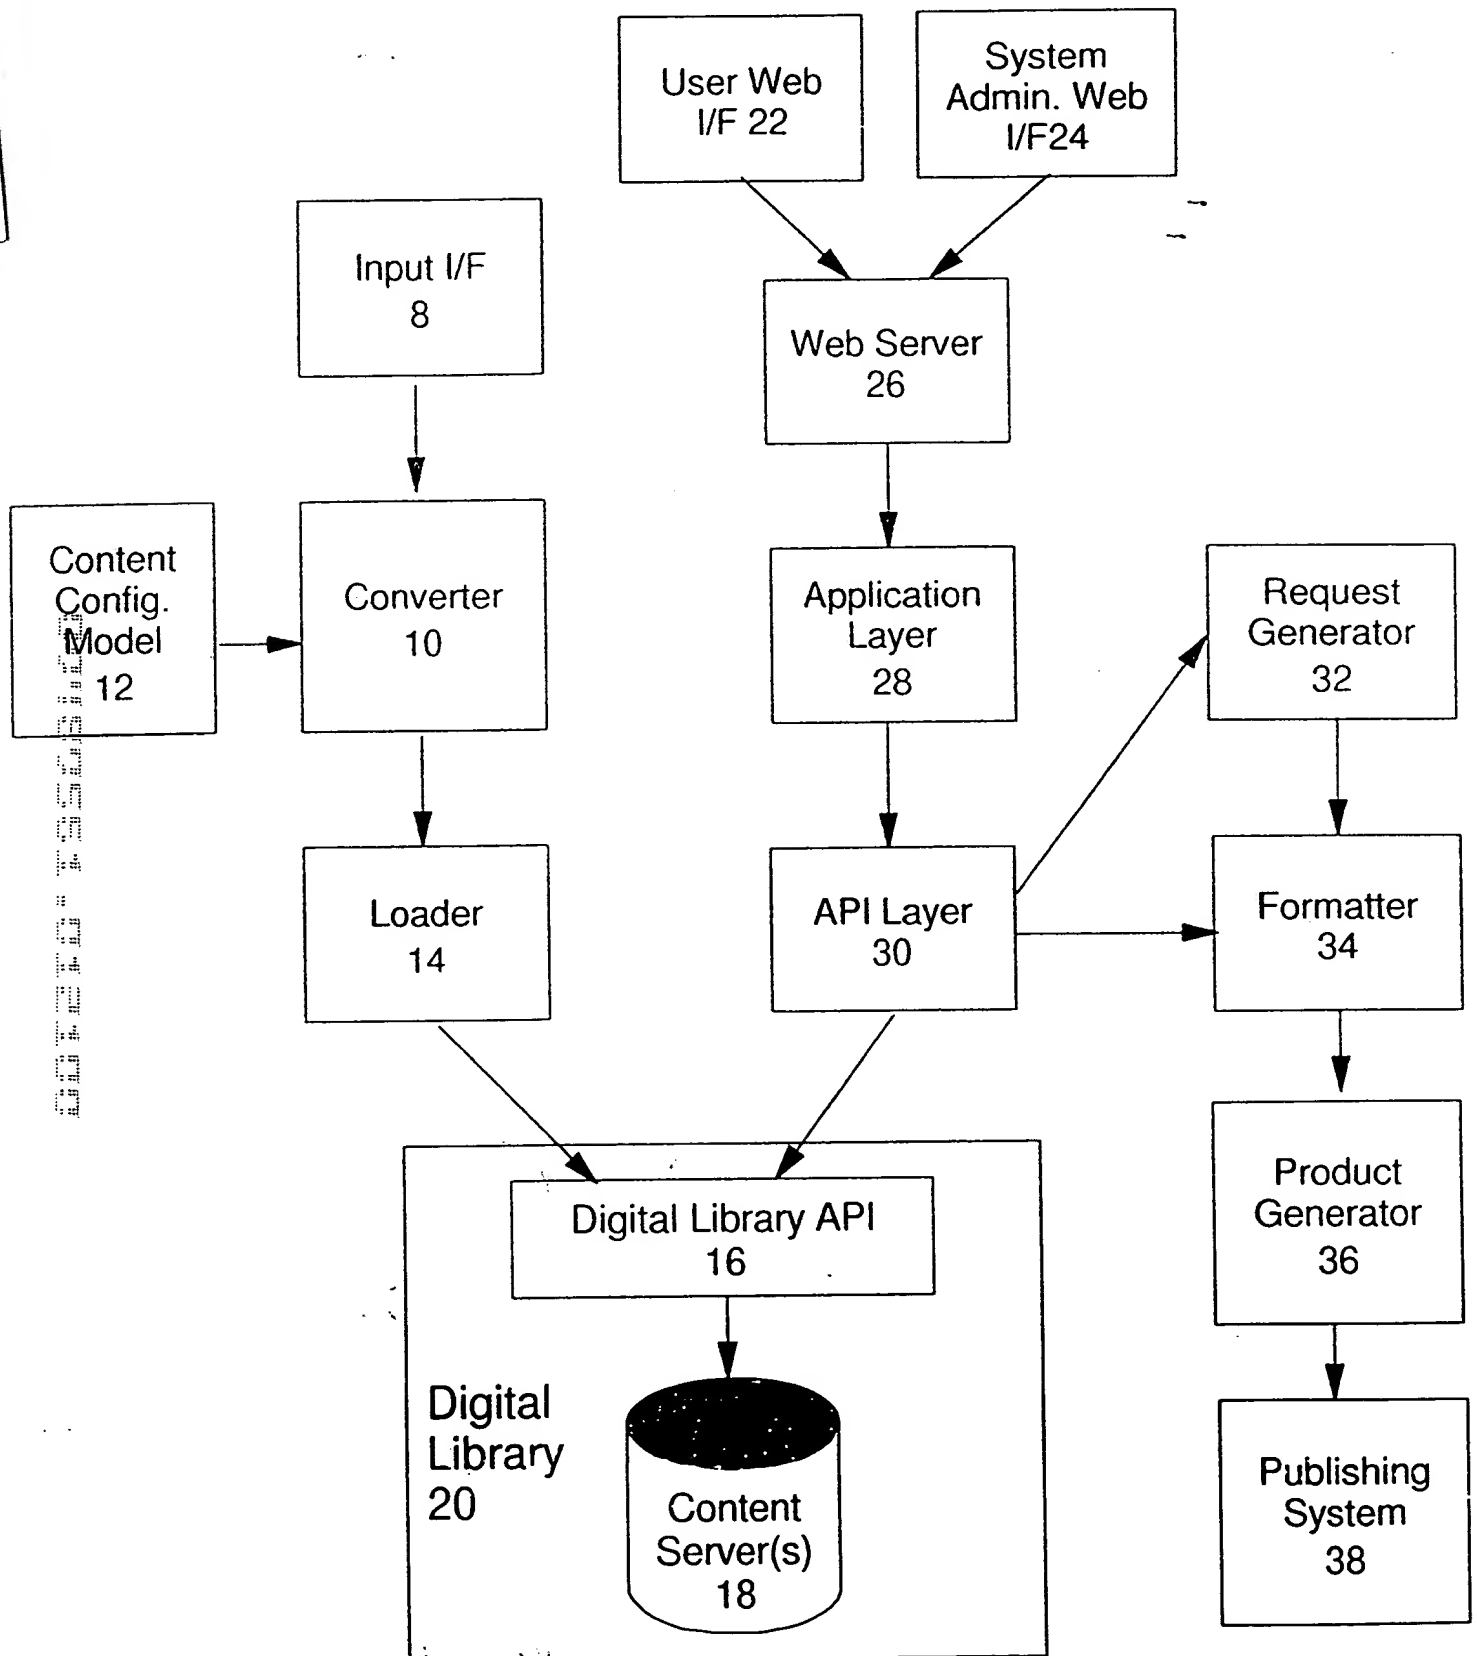 User Web
I/F 22
System
Admin. Web
I/F24
Input I/F
8
Web Server
26
Content
Config.
Model
12
Converter
10
Application
Layer
28
Request
Generator
32
Loader
14
API Layer
30
Formatter
34
Digital Library API
16
Product
Generator
36
Digital
Library
20
Content
Server(s)
18
Publishing
System
38